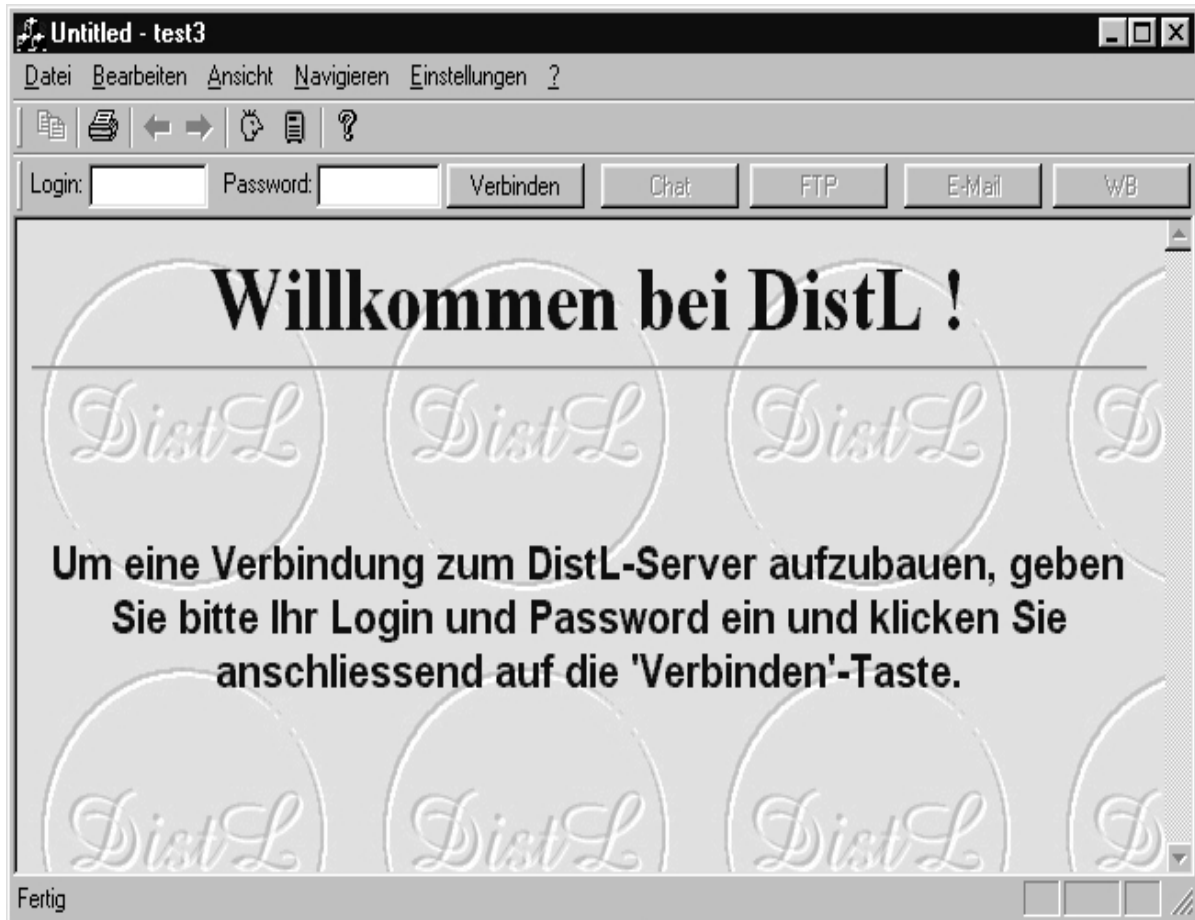 Untitled - test3
Datei Bearbeiten Ansicht Navigieren Einstellungen ?
Login: Password: Verbinden Chat FTP E-Mail WB
Willkommen bei DistL !
DistL DistL DistL D
Um eine Verbindung zum DistL-Server aufzubauen, geben
Sie bitte Ihr Login und Password ein und klicken Sie
anschliessend auf die 'Verbinden'-Taste.
DistL DistL DistL D
Fertig